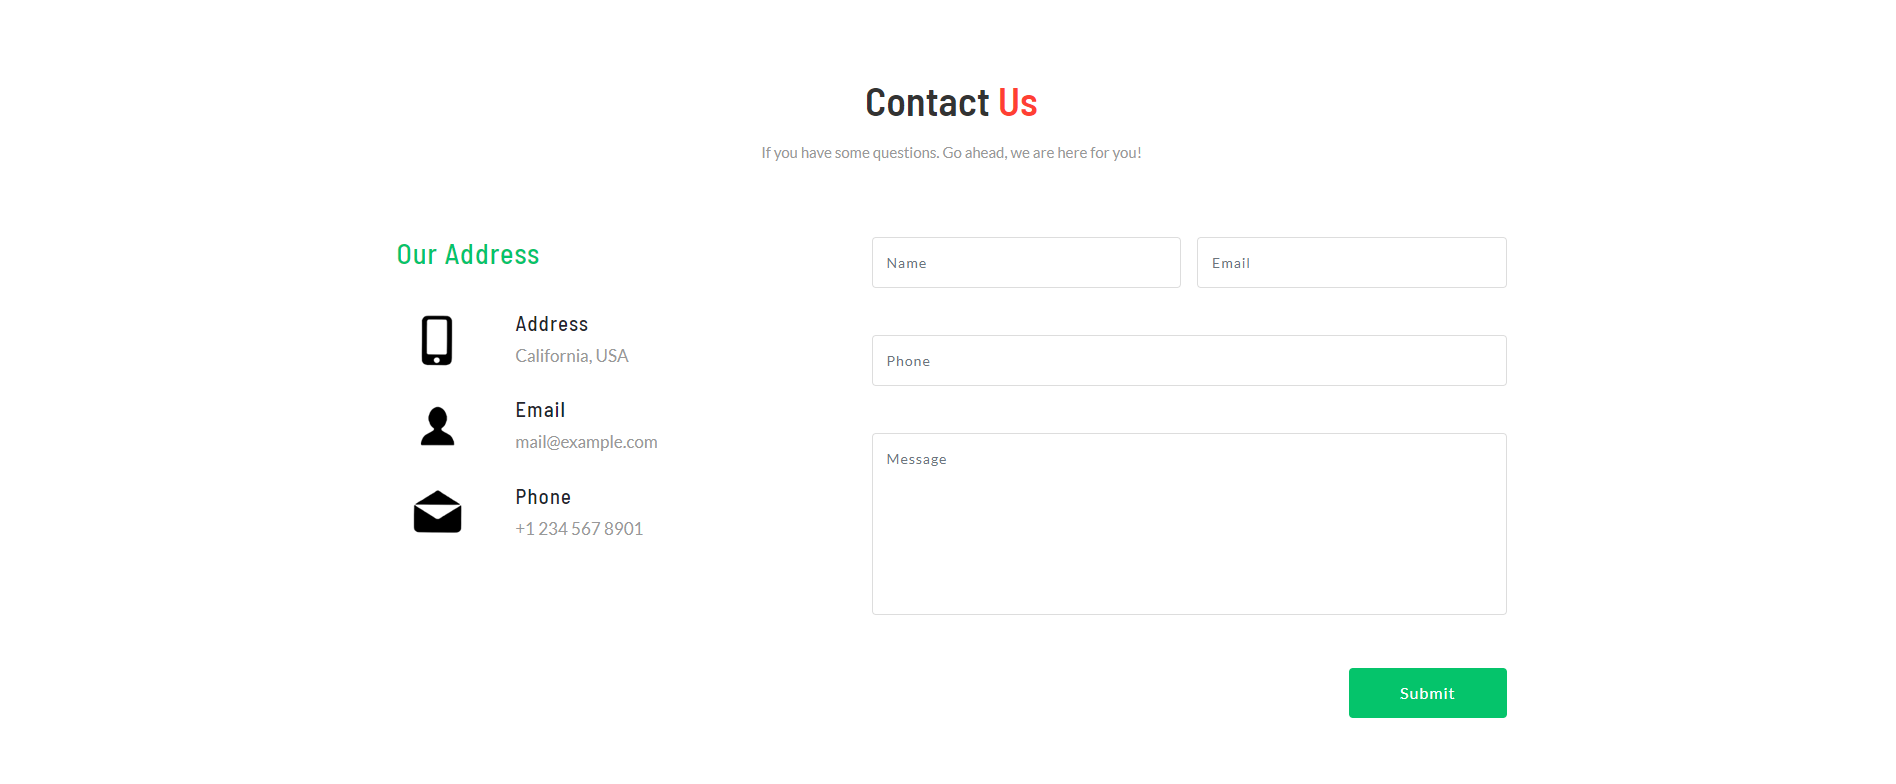 Contact Us
If you have some questions. Go ahead, we are here for you!
Our Address
Address
California, USA
Email
mail@example.com
Phone
+1 234 567 8901
Name
Email
Phone
Message
Submit